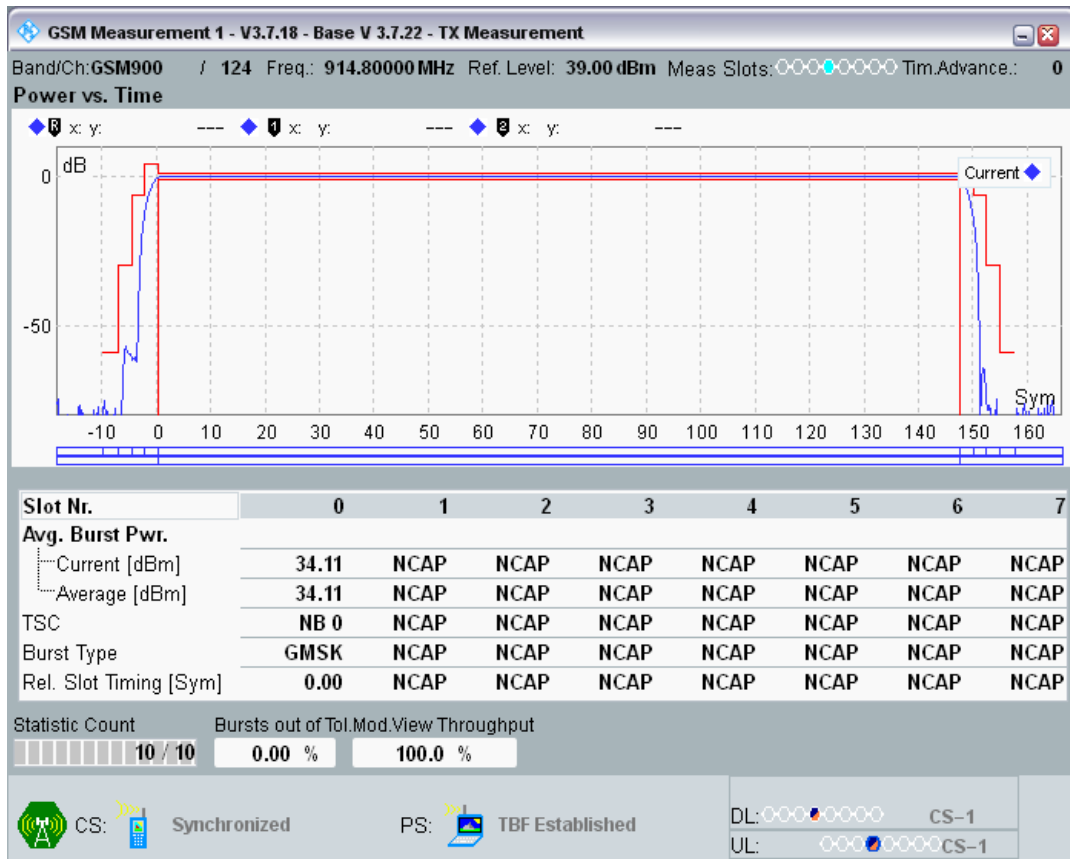 GSM Measurement 1 - V3.7.18 - Base V 3.7.22 - TX Measurement
Band/Ch:GSM900 / 124 Freq.: 914.80000 MHz Ref. Level: 39.00 dBm Meas Slots: Tim.Advance.: 0
Power vs. Time
R x: y: --- 1 x: y: --- 2 x: y: ---
dB
Current
0
-50
Sym
-10 0 10 20 30 40 50 60 70 80 90 100 110 120 130 140 150 160
Slot Nr. 0 1 2 3 4 5 6 7
Avg. Burst Pwr.
Current [dBm] 34.11 NCAP NCAP NCAP NCAP NCAP NCAP NCAP
Average [dBm] 34.11 NCAP NCAP NCAP NCAP NCAP NCAP NCAP
TSC NB 0 NCAP NCAP NCAP NCAP NCAP NCAP NCAP
Burst Type GMSK NCAP NCAP NCAP NCAP NCAP NCAP NCAP
Rel. Slot Timing [Sym] 0.00 NCAP NCAP NCAP NCAP NCAP NCAP NCAP
Statistic Count Bursts out of Tol.Mod.View Throughput
10 / 10 0.00 % 100.0 %
CS: Synchronized PS: TBF Established
DL: CS-1
UL: CS-1